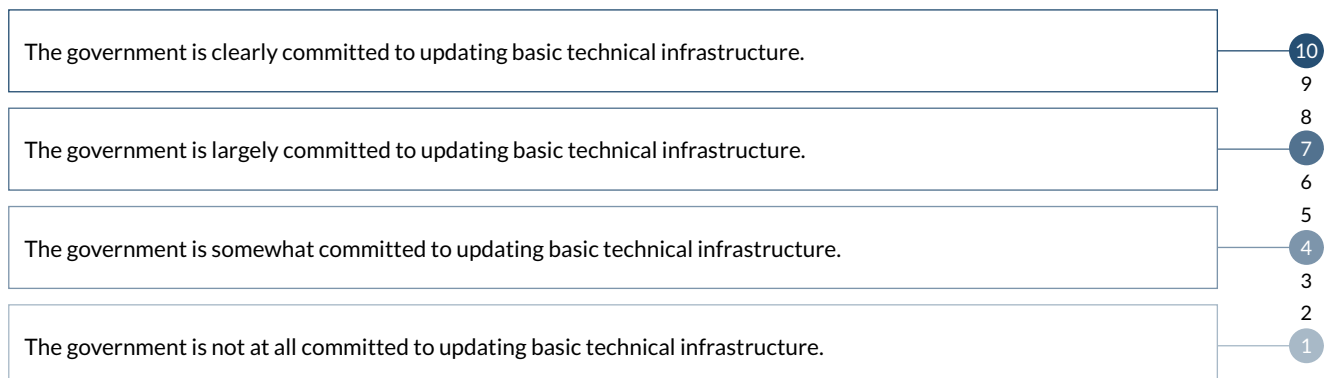 The government is clearly committed to updating basic technical infrastructure.
10
9
8
The government is largely committed to updating basic technical infrastructure.
7
6
5
The government is somewhat committed to updating basic technical infrastructure.
4
3
2
The government is not at all committed to updating basic technical infrastructure.
1